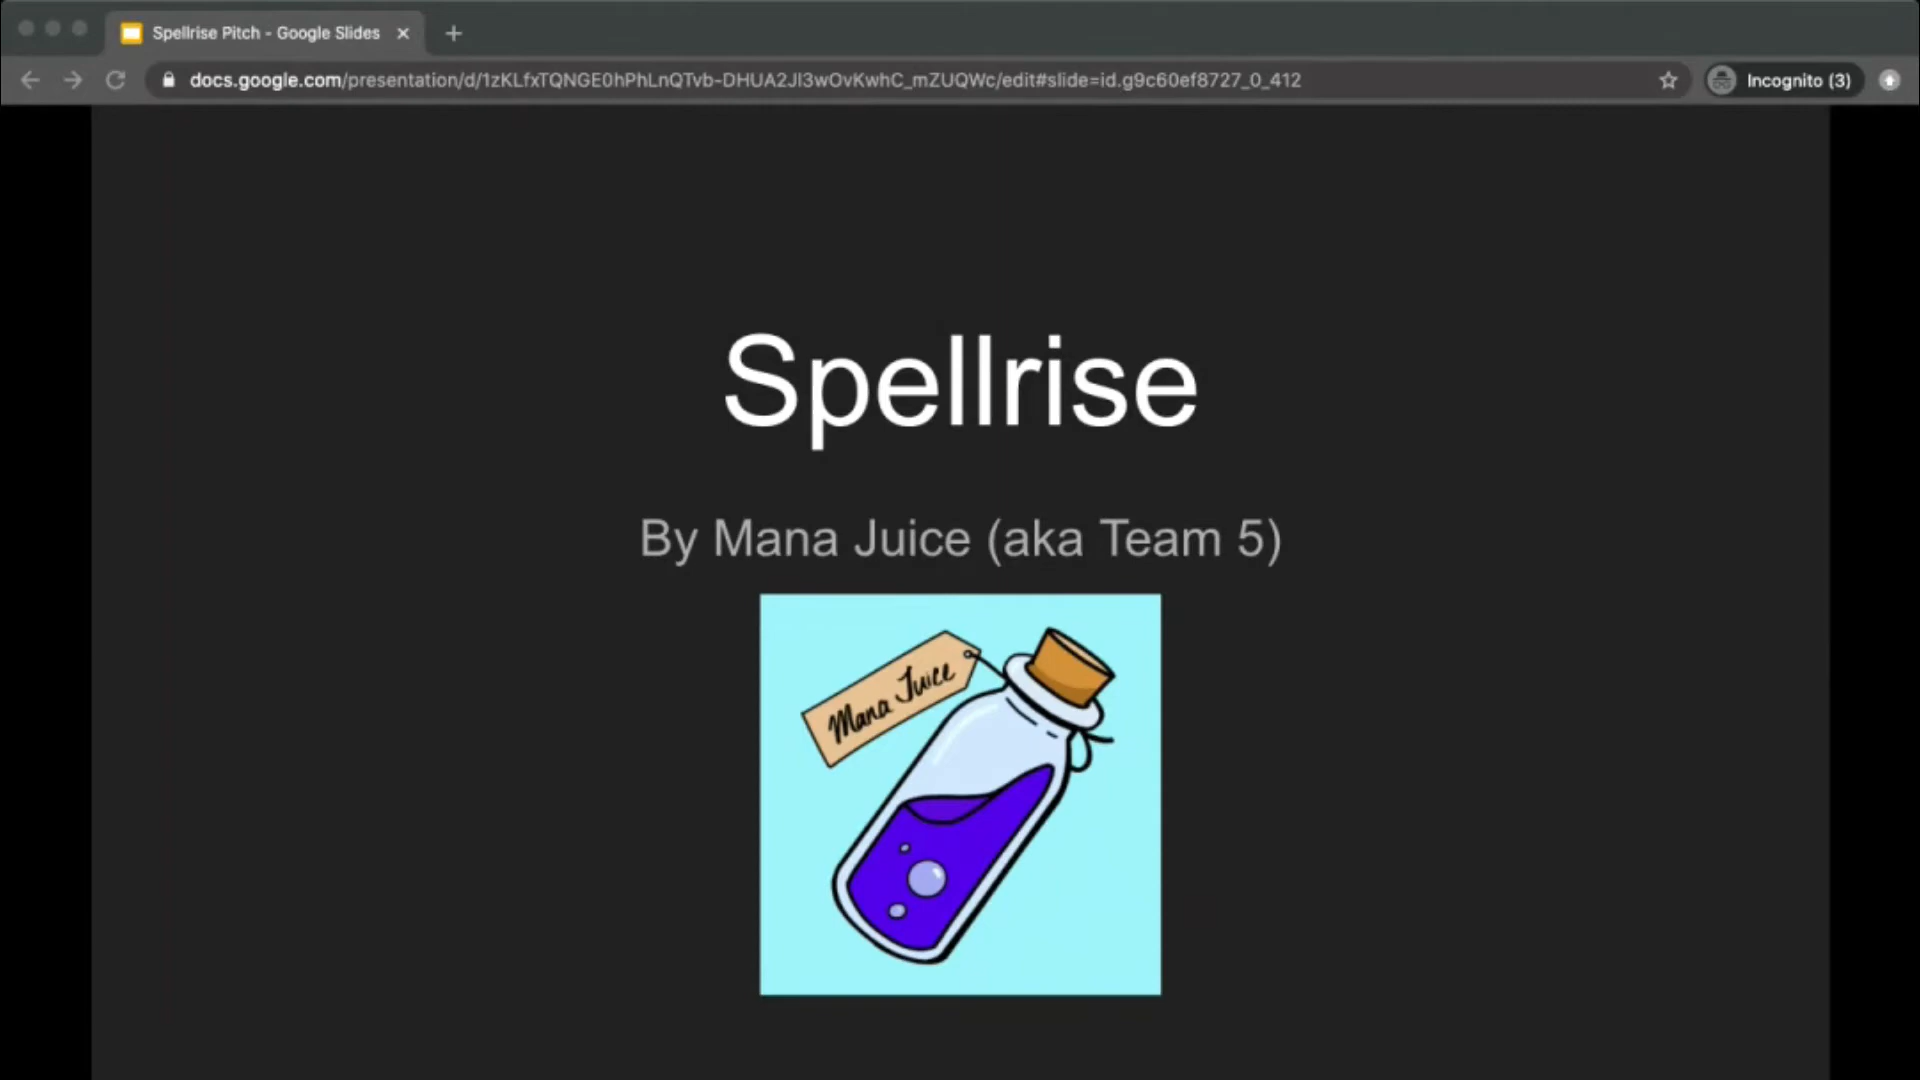 Spellrise Pitch - Google Slides
docs.google.com/presentation/d/1zKLfxTQNGE0hPhLnQTvb-DHUA2Jl3wOvKwhC_mZUQWc/edit#slide=id.g9c60ef8727_0_412
Incognito (3)
Spellrise
By Mana Juice (aka Team 5)
Mana Juice